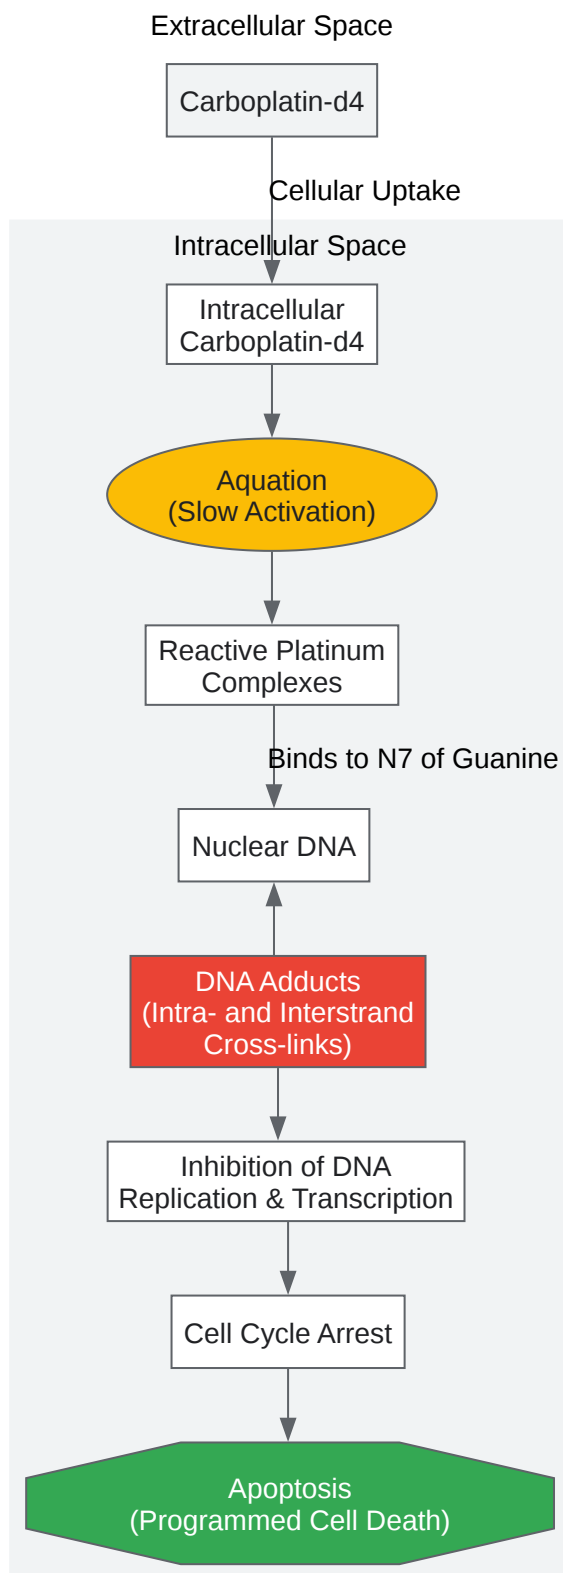 Extracellular Space
Carboplatin-d4
Cellular Uptake
Intracellular Space
Intracellular
Carboplatin-d4
Aquation
(Slow Activation)
Reactive Platinum
Complexes
Binds to N7 of Guanine
Nuclear DNA
DNA Adducts
(Intra- and Interstrand
Cross-links)
Inhibition of DNA
Replication & Transcription
Cell Cycle Arrest
Apoptosis
(Programmed Cell Death)